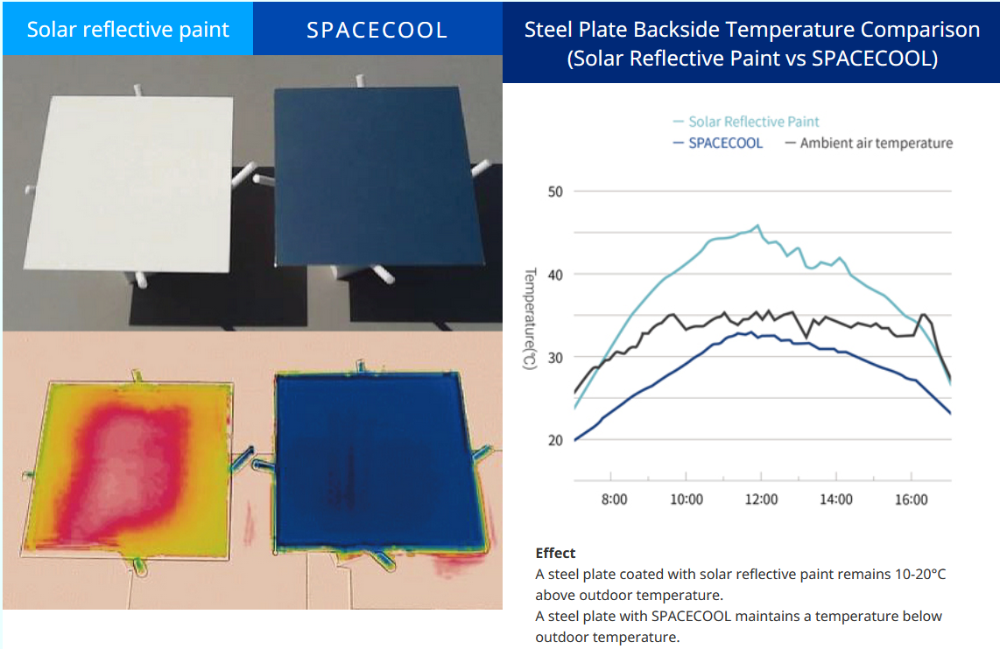 Solar reflective paint
SPACECOOL
Steel Plate Backside Temperature Comparison
(Solar Reflective Paint vs SPACECOOL)
Solar Reflective Paint
SPACECOOL
Ambient air temperature
50
40
30
20
Temperature(℃)
8:00
10:00
12:00
14:00
16:00
Effect
A steel plate coated with solar reflective paint remains 10-20°C
above outdoor temperature.
A steel plate with SPACECOOL maintains a temperature below
outdoor temperature.